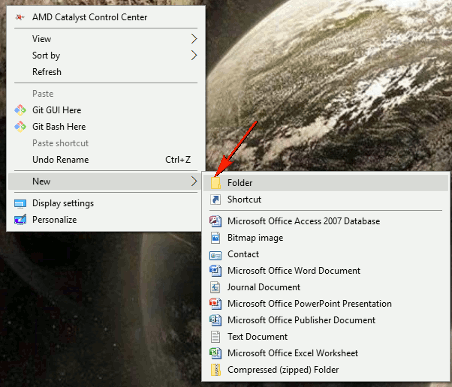 AMD Catalyst Control Center
View
Sort by
Refresh
Paste
Git GUI Here
Git Bash Here
Paste shortcut
Undo Rename Ctrl+Z
New
Display settings
Personalize
Folder
Shortcut
Microsoft Office Access 2007 Database
Bitmap image
Contact
Microsoft Office Word Document
Journal Document
Microsoft Office PowerPoint Presentation
Microsoft Office Publisher Document
Text Document
Microsoft Office Excel Worksheet
Compressed (zipped) Folder